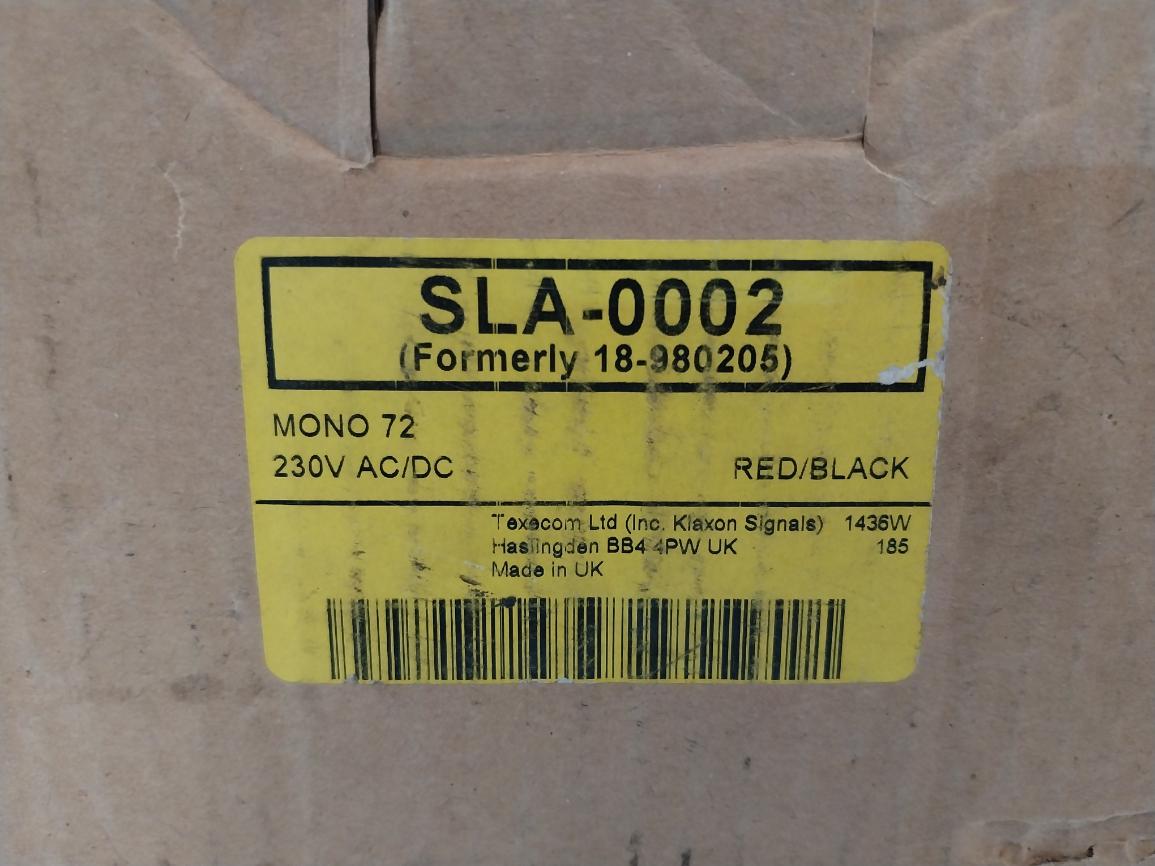 SLA-0002
(Formerly 18-980205)
MONO 72
230V AC/DC RED/BLACK
Texecom Ltd (Inc. Klaxon Signals) 1436W
Haslingden BB4 4PW UK 185
Made in UK